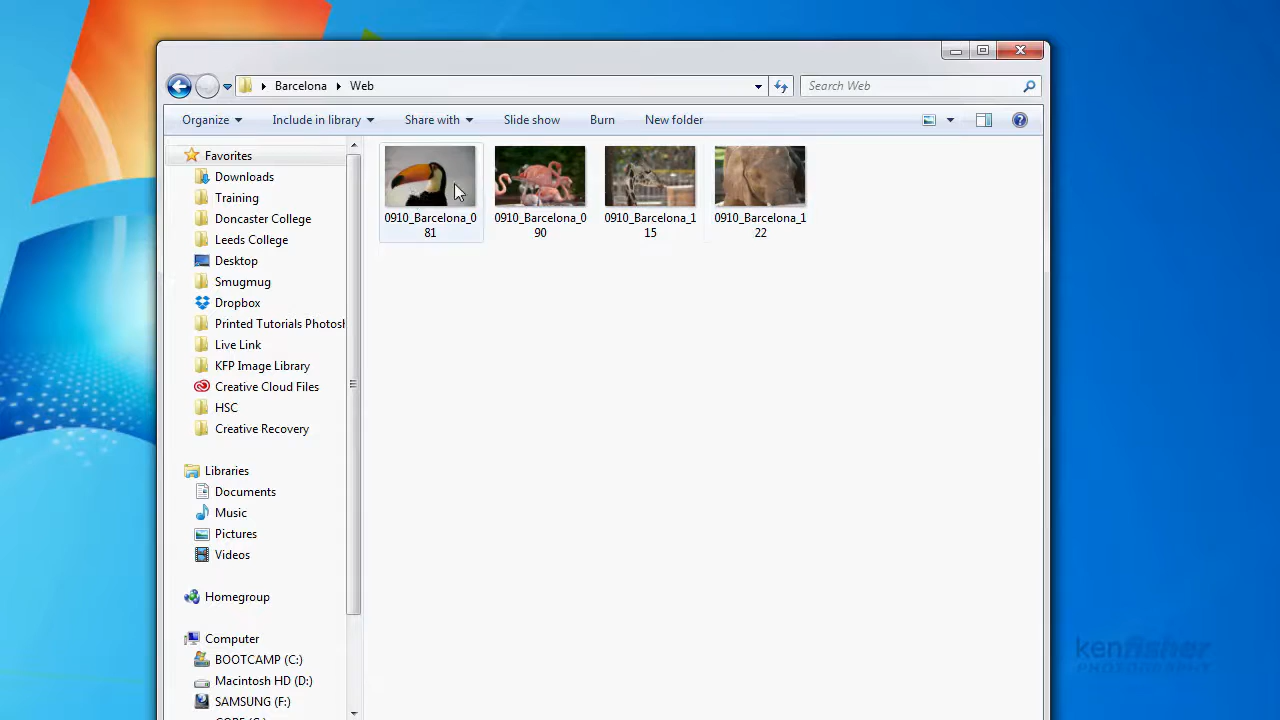 Barcelona Web
Search Web
Organize Include in library Share with Slide show Burn New folder
Favorites
Downloads
Training
Doncaster College
Leeds College
Desktop
Smugmug
Dropbox
Printed Tutorials
Live Link
KFP Image Library
Creative Cloud Files
HSC
Creative Recovery
Libraries
Documents
Music
Pictures
Videos
Homegroup
Computer
BOOTCAMP (C:)
Macintosh HD (D:)
SAMSUNG (F:)
0910_Barcelona_0
81
0910_Barcelona_0
90
0910_Barcelona_1
15
0910_Barcelona_1
22
kenfisher
PHOTOGRAPHY